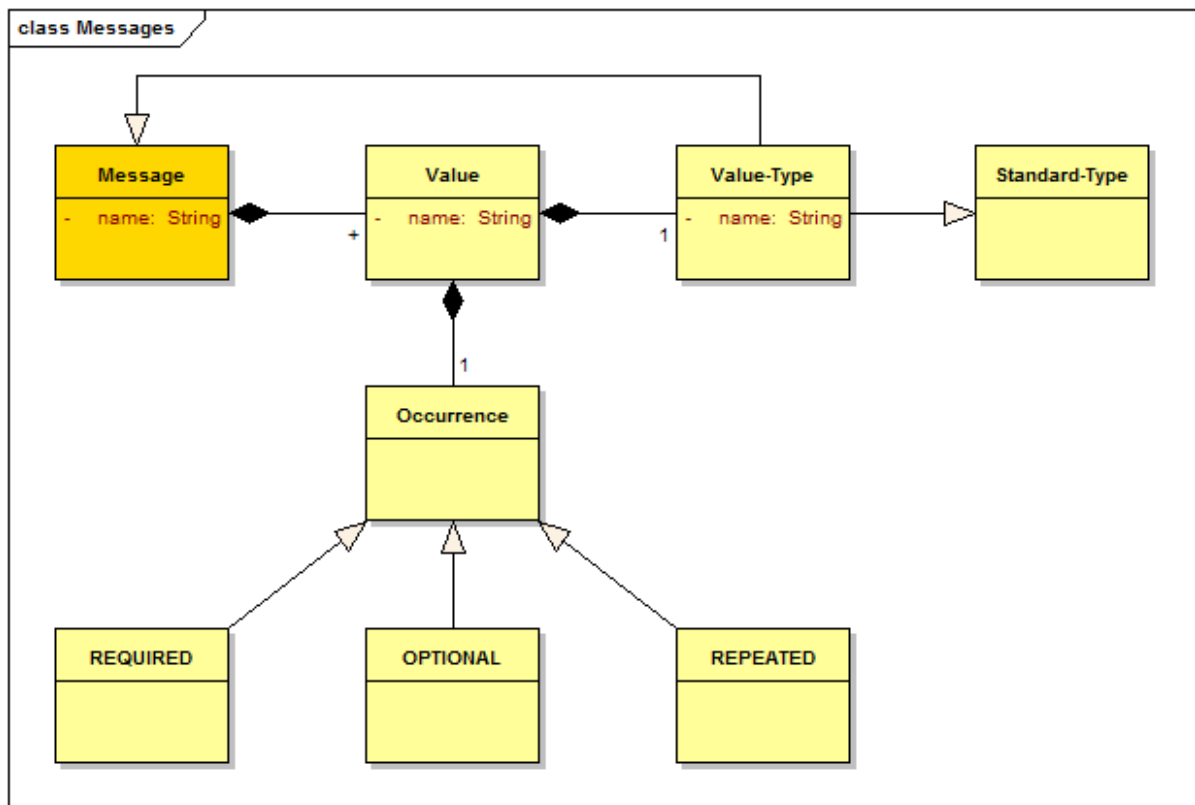 class Messages
Message
- name: String
Value
- name: String
Value-Type
- name: String
Standard-Type
+
1
1
Occurrence
REQUIRED
OPTIONAL
REPEATED